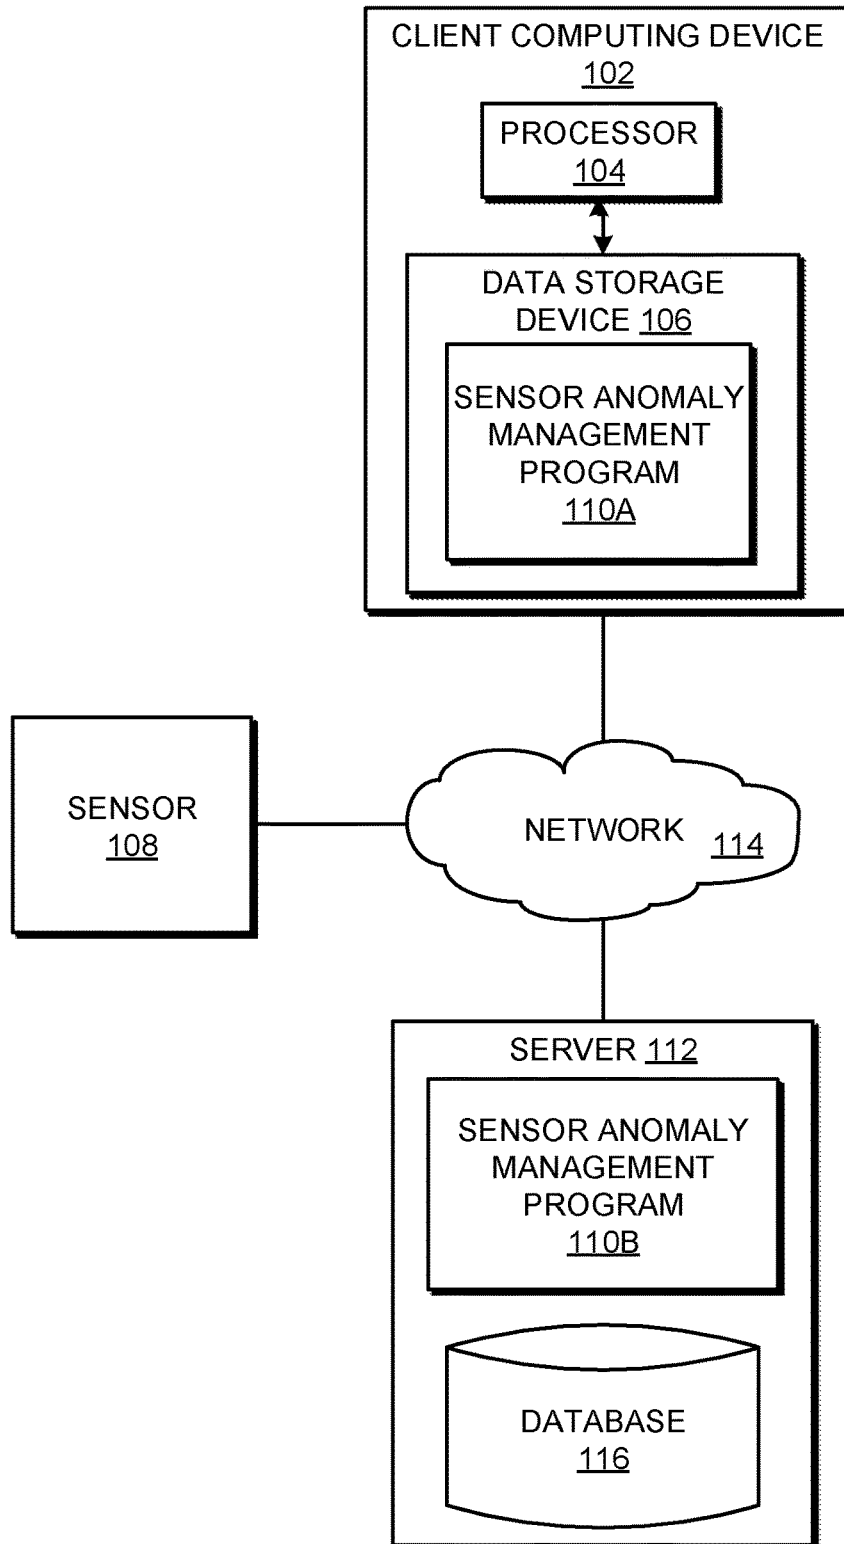 CLIENT COMPUTING DEVICE
102
PROCESSOR
104
DATA STORAGE
DEVICE 106
SENSOR ANOMALY
MANAGEMENT
PROGRAM
110A
SENSOR
108
NETWORK 114
SERVER 112
SENSOR ANOMALY
MANAGEMENT
PROGRAM
110B
DATABASE
116